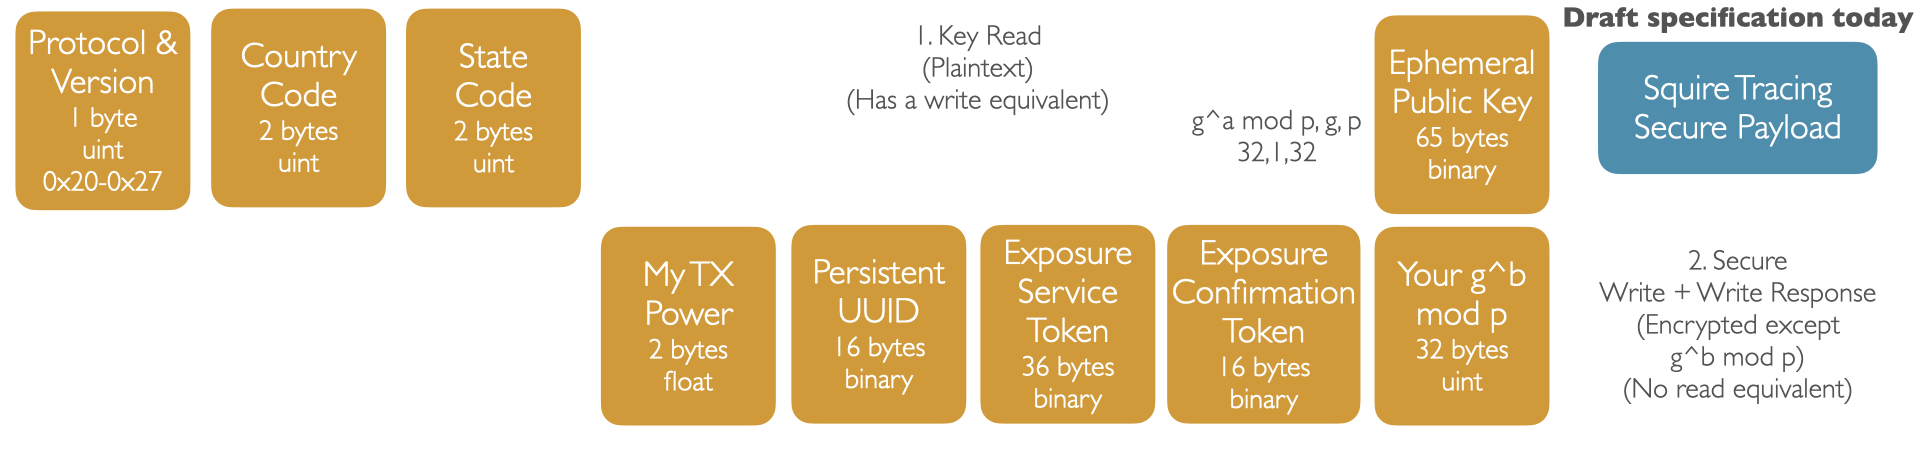 Protocol &
Version
1 byte
uint
0x20-0x27
Country
Code
2 bytes
uint
State
Code
2 bytes
uint
1. Key Read
(Plaintext)
(Has a write equivalent)
g^a mod p, g, p
32,1,32
Ephemeral
Public Key
65 bytes
binary
Draft specification today
Squire Tracing
Secure Payload
My TX
Power
2 bytes
float
Persistent
UUID
16 bytes
binary
Exposure
Service
Token
36 bytes
binary
Exposure
Confirmation
Token
16 bytes
binary
Your g^b
mod p
32 bytes
uint
2. Secure
Write + Write Response
(Encrypted except
g^b mod p)
(No read equivalent)